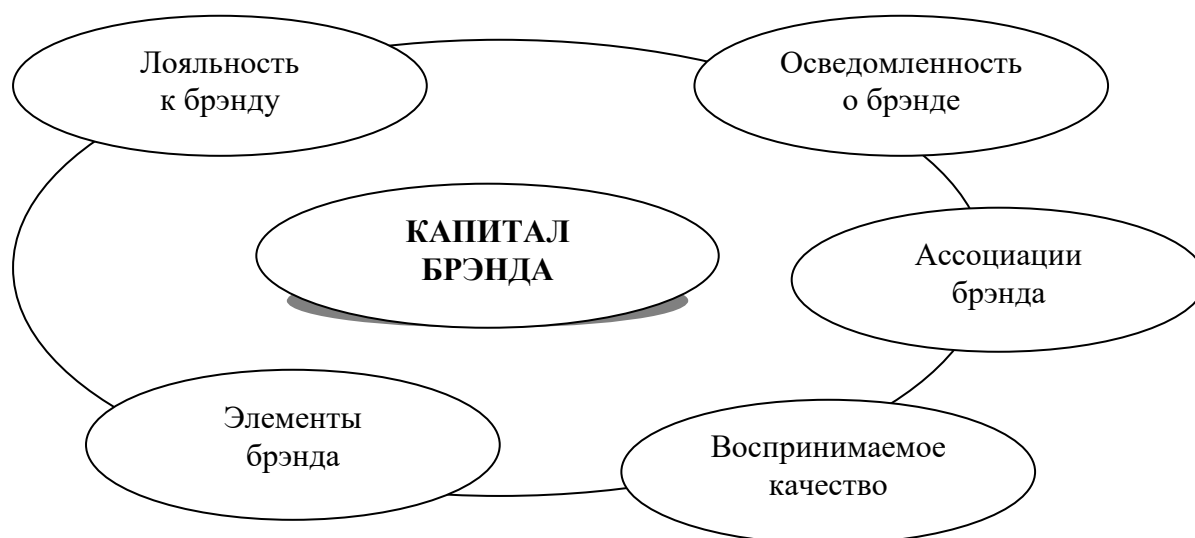 Лояльность
к брэнду
Осведомленность
о брэнде
КАПИТАЛ
БРЭНДА
Ассоциации
брэнда
Элементы
брэнда
Воспринимаемое
качество